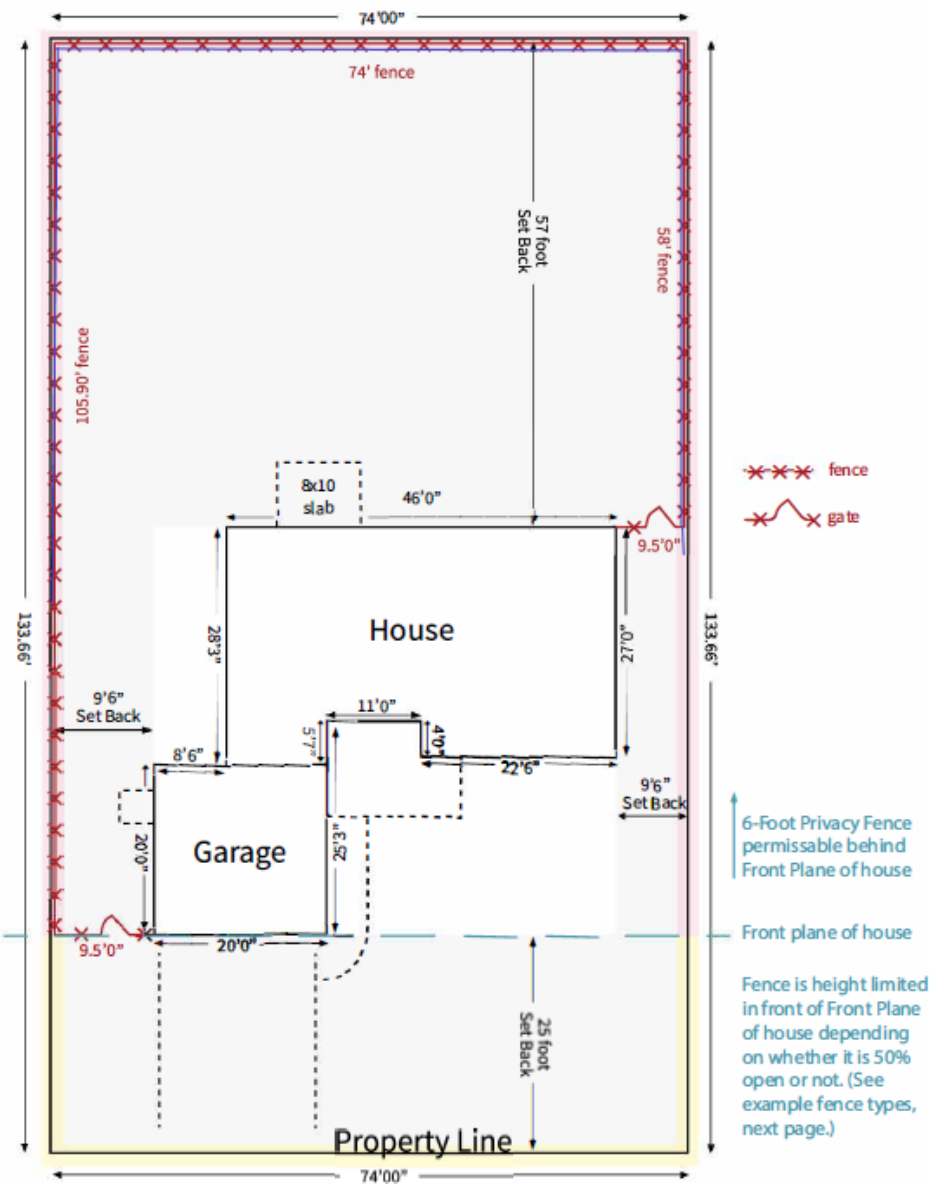 74'00"
74' fence
57 foot
Set Back
58' fence
105.90' fence
8x10
slab
46'0"
fence
gate
9.5'0"
133.66'
House
133.66'
28'3"
27'0"
9'6"
Set Back
11'0"
5'7"
4'0"
8'6"
22'6"
9'6"
Set Back
20'0"
Garage
25'3"
6-Foot Privacy Fence
permissable behind
Front Plane of house
9.5'0"
20'0"
Front plane of house
25 foot
Set Back
Fence is height limited
in front of Front Plane
of house depending
on whether it is 50%
open or not. (See
example fence types,
next page.)
Property Line
74'00"